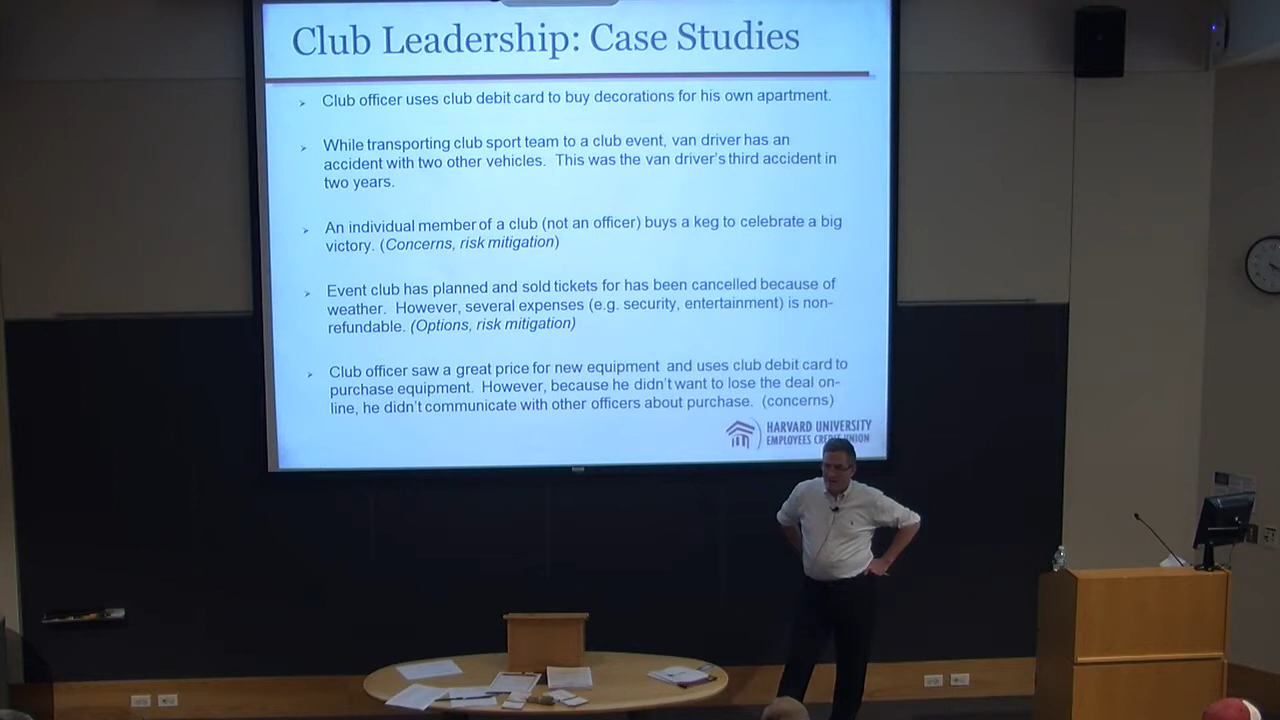 Club Leadership: Case Studies
Club officer uses club debit card to buy decorations for his own apartment.
While transporting club sport team to a club event, van driver has an
accident with two other vehicles. This was the van driver's third accident in
two years.
An individual member of a club (not an officer) buys a keg to celebrate a big
victory. (Concerns, risk mitigation)
Event club has planned and sold tickets for has been cancelled because of
weather. However, several expenses (e.g. security, entertainment) is non-
refundable. (Options, risk mitigation)
Club officer saw a great price for new equipment and uses club debit card to
purchase equipment. However, because he didn't want to lose the deal on-
line, he didn't communicate with other officers about purchase. (concerns)
HARVARD UNIVERSITY
EMPLOYEES CREDIT UNION